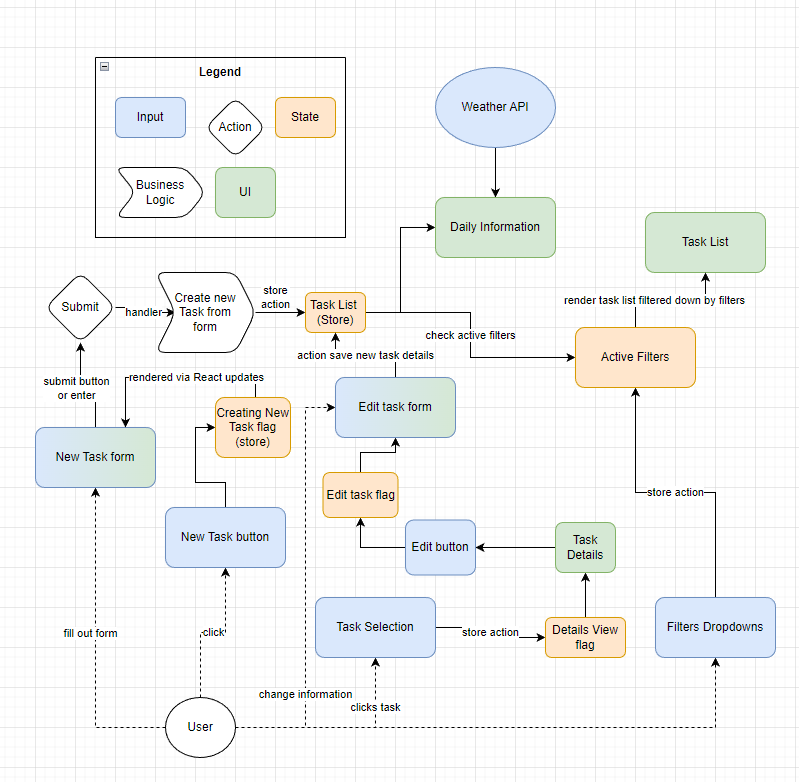 Legend
Input
Action
State
Business
Logic
UI
Weather API
Daily Information
Task List
Submit
handler
Create new
Task from
form
store
action
Task List
(Store)
render task list filtered down by filters
check active filters
action save new task details
Active Filters
submit button
or enter
rendered via React updates
Creating New
Task flag
(store)
Edit task form
New Task form
Edit task flag
store action
New Task button
Edit button
Task
Details
fill out form
click
Task Selection
store action
Details View
flag
Filters Dropdowns
change information
clicks task
User